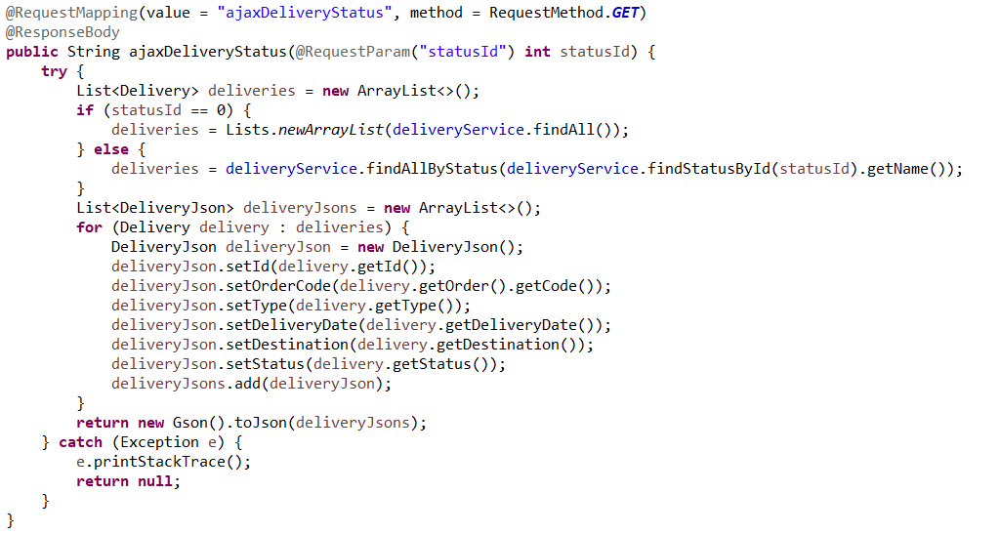 @RequestMapping(value = "ajaxDeliveryStatus", method = RequestMethod.GET)
@ResponseBody
public String ajaxDeliveryStatus(@RequestParam("statusId") int statusId) {
    try {
        List<Delivery> deliveries = new ArrayList<>();
        if (statusId == 0) {
            deliveries = Lists.newArrayList(deliveryService.findAll());
        } else {
            deliveries = deliveryService.findAllByStatus(deliveryService.findStatusById(statusId).getName());
        }
        List<DeliveryJson> deliveryJsons = new ArrayList<>();
        for (Delivery delivery : deliveries) {
            DeliveryJson deliveryJson = new DeliveryJson();
            deliveryJson.setId(delivery.getId());
            deliveryJson.setOrderCode(delivery.getOrder().getCode());
            deliveryJson.setType(delivery.getType());
            deliveryJson.setDeliveryDate(delivery.getDeliveryDate());
            deliveryJson.setDestination(delivery.getDestination());
            deliveryJson.setStatus(delivery.getStatus());
            deliveryJsons.add(deliveryJson);
        }
        return new Gson().toJson(deliveryJsons);
    } catch (Exception e) {
        e.printStackTrace();
        return null;
    }
}